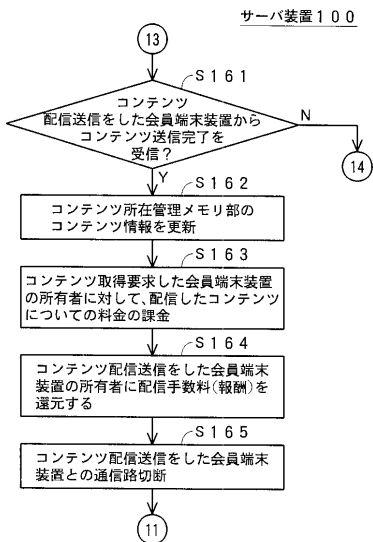 サーバ装置１００
13
S161
コンテンツ
配信送信をした会員端末装置から
コンテンツ送信完了を
受信？
N
14
Y
S162
コンテンツ所在管理メモリ部の
コンテンツ情報を更新
S163
コンテンツ取得要求した会員端末装置
の所有者に対して、配信したコンテンツ
についての料金の課金
S164
コンテンツ配信送信をした会員端末
装置の所有者に配信手数料(報酬)を
還元する
S165
コンテンツ配信送信をした会員端末
装置との通信路切断
11